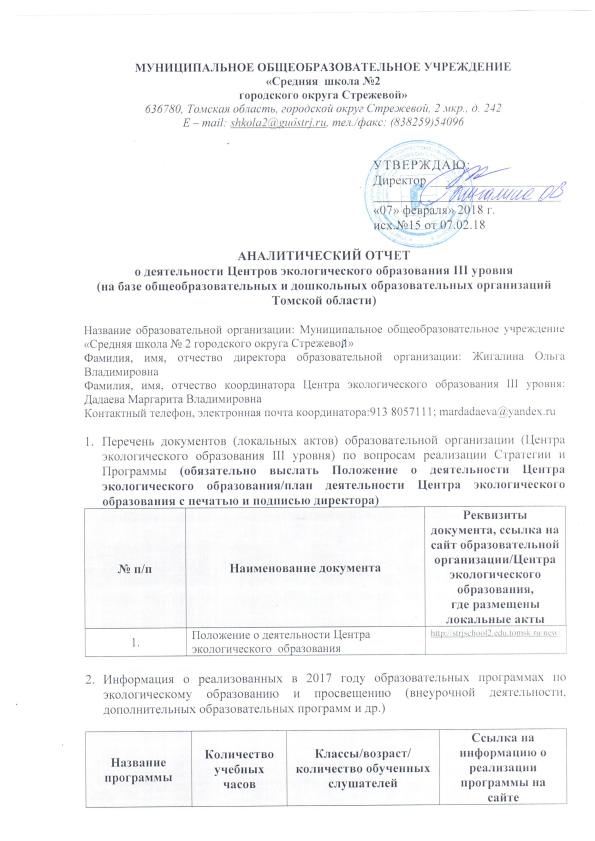 МУНИЦИПАЛЬНОЕ ОБЩЕОБРАЗОВАТЕЛЬНОЕ УЧРЕЖДЕНИЕ
«Средняя школа №2
городского округа Стрежевой»
636780, Томская область, городской округ Стрежевой, 2 мкр., д. 242
E – mail: shkola2@guostrj.ru, тел./факс: (838259)54096
УТВЕРЖДАЮ:
Директор
Жигалина ОВ
«07» февраля» 2018 г.
исх.№15 от 07.02.18
АНАЛИТИЧЕСКИЙ ОТЧЕТ
о деятельности Центров экологического образования III уровня
(на базе общеобразовательных и дошкольных образовательных организаций
Томской области)
Название образовательной организации: Муниципальное общеобразовательное учреждение
«Средняя школа № 2 городского округа Стрежевой»
Фамилия, имя, отчество директора образовательной организации: Жигалина Ольга
Владимировна
Фамилия, имя, отчество координатора Центра экологического образования III уровня:
Дадаева Маргарита Владимировна
Контактный телефон, электронная почта координатора:913 8057111; mardadaeva@yandex.ru
1. Перечень документов (локальных актов) образовательной организации (Центра
экологического образования III уровня) по вопросам реализации Стратегии и
Программы (обязательно выслать Положение о деятельности Центра
экологического образования/план деятельности Центра экологического
образования с печатью и подписью директора)
№ п/п
Наименование документа
Реквизиты
документа, ссылка на
сайт образовательной
организации/Центра
экологического
образования,
где размещены
локальные акты
1.
Положение о деятельности Центра
экологического образования
http://strjschool2.edu.tomsk.ru/new
2. Информация о реализованных в 2017 году образовательных программах по
экологическому образованию и просвещению (внеурочной деятельности,
дополнительных образовательных программ и др.)
Название
программы
Количество
учебных
часов
Классы/возраст/
количество обученных
слушателей
Ссылка на
информацию о
реализации
программы на
сайте